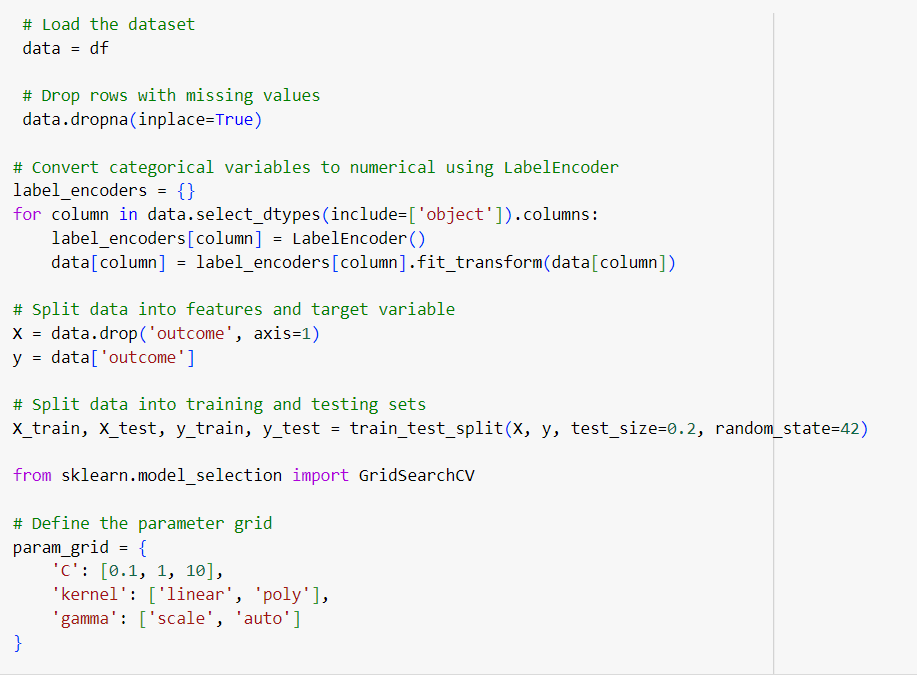 # Load the dataset
data = df
# Drop rows with missing values
data.dropna(inplace=True)
# Convert categorical variables to numerical using LabelEncoder
label_encoders = {}
for column in data.select_dtypes(include=['object']).columns:
    label_encoders[column] = LabelEncoder()
    data[column] = label_encoders[column].fit_transform(data[column])
# Split data into features and target variable
X = data.drop('outcome', axis=1)
y = data['outcome']
# Split data into training and testing sets
X_train, X_test, y_train, y_test = train_test_split(X, y, test_size=0.2, random_state=42)
from sklearn.model_selection import GridSearchCV
# Define the parameter grid
param_grid = {
    'C': [0.1, 1, 10],
    'kernel': ['linear', 'poly'],
    'gamma': ['scale', 'auto']
}